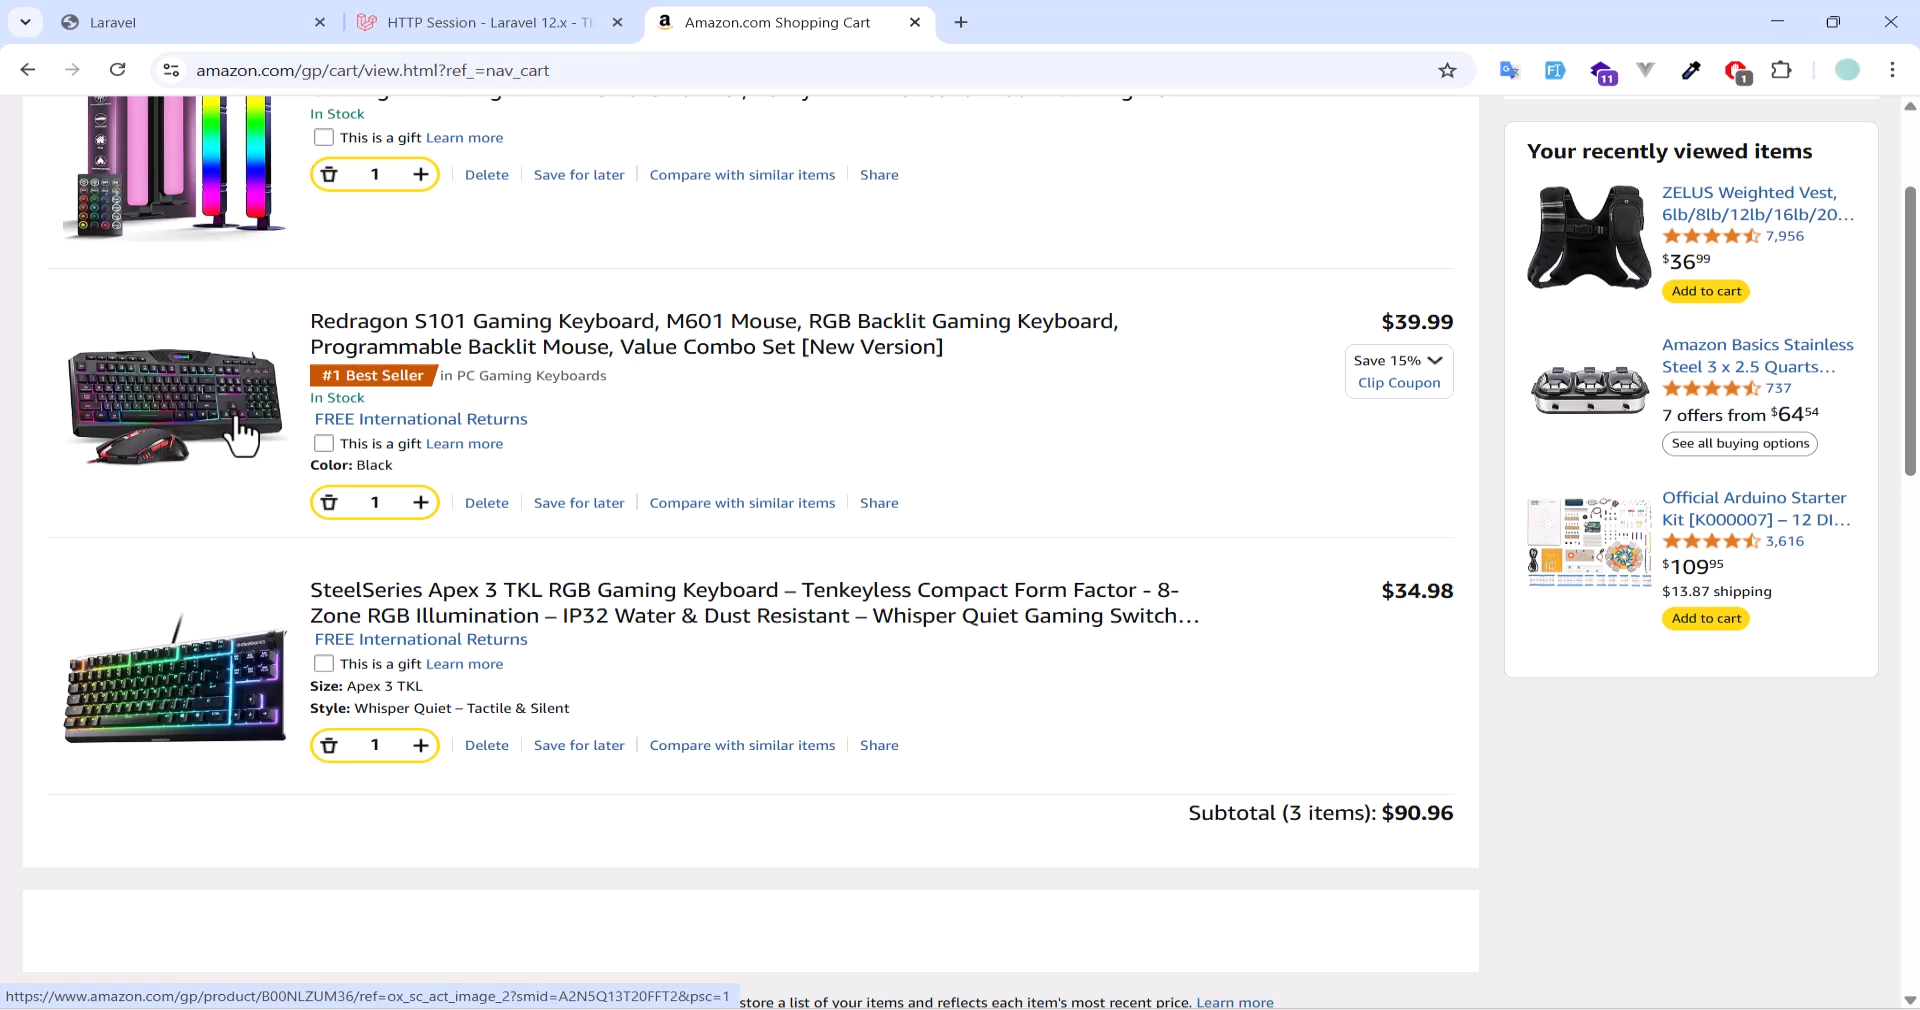 Laravel
HTTP Session - Laravel 12.x - Th
Amazon.com Shopping Cart
amazon.com/gp/cart/view.html?ref_=nav_cart
11
1
In Stock
This is a gift Learn more
1
Delete
Save for later
Compare with similar items
Share
Redragon S101 Gaming Keyboard, M601 Mouse, RGB Backlit Gaming Keyboard,
Programmable Backlit Mouse, Value Combo Set [New Version]
$39.99
Save 15%
Clip Coupon
#1 Best Seller in PC Gaming Keyboards
In Stock
FREE International Returns
This is a gift Learn more
Color: Black
1
Delete
Save for later
Compare with similar items
Share
SteelSeries Apex 3 TKL RGB Gaming Keyboard – Tenkeyless Compact Form Factor - 8-
Zone RGB Illumination – IP32 Water & Dust Resistant – Whisper Quiet Gaming Switch…
$34.98
FREE International Returns
This is a gift Learn more
Size: Apex 3 TKL
Style: Whisper Quiet – Tactile & Silent
1
Delete
Save for later
Compare with similar items
Share
Subtotal (3 items): $90.96
Your recently viewed items
ZELUS Weighted Vest,
6lb/8lb/12lb/16lb/20…
7,956
$36.99
Add to cart
Amazon Basics Stainless
Steel 3 x 2.5 Quarts…
737
7 offers from $64.54
See all buying options
Official Arduino Starter
Kit [K000007] – 12 DI…
3,616
$109.95
$13.87 shipping
Add to cart
https://www.amazon.com/gp/product/B00NLZUM36/ref=ox_sc_act_image_2?smid=A2N5Q13T20FFT2&psc=1
store a list of your items and reflects each item's most recent price. Learn more